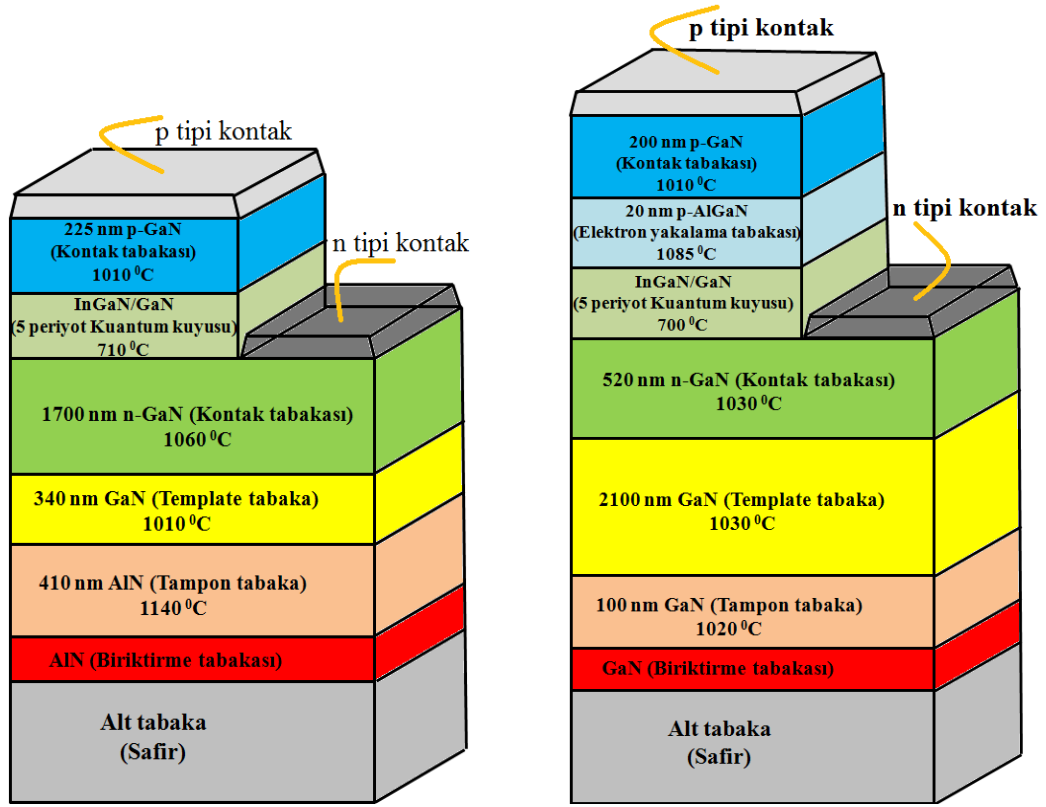 p tipi kontak
225 nm p-GaN
(Kontak tabakası)
1010 ⁰C
n tipi kontak
InGaN/GaN
(5 periyot Kuantum kuyusu)
710 ⁰C
1700 nm n-GaN (Kontak tabakası)
1060 ⁰C
340 nm GaN (Template tabaka)
1010 ⁰C
410 nm AlN (Tampon tabaka)
1140 ⁰C
AlN (Biriktirme tabakası)
Alt tabaka
(Safir)
p tipi kontak
200 nm p-GaN
(Kontak tabakası)
1010 ⁰C
20 nm p-AlGaN
(Elektron yakalama tabakası)
1085 ⁰C
n tipi kontak
InGaN/GaN
(5 periyot Kuantum kuyusu)
700 ⁰C
520 nm n-GaN (Kontak tabakası)
1030 ⁰C
2100 nm GaN (Template tabaka)
1030 ⁰C
100 nm GaN (Tampon tabaka)
1020 ⁰C
GaN (Biriktirme tabakası)
Alt tabaka
(Safir)